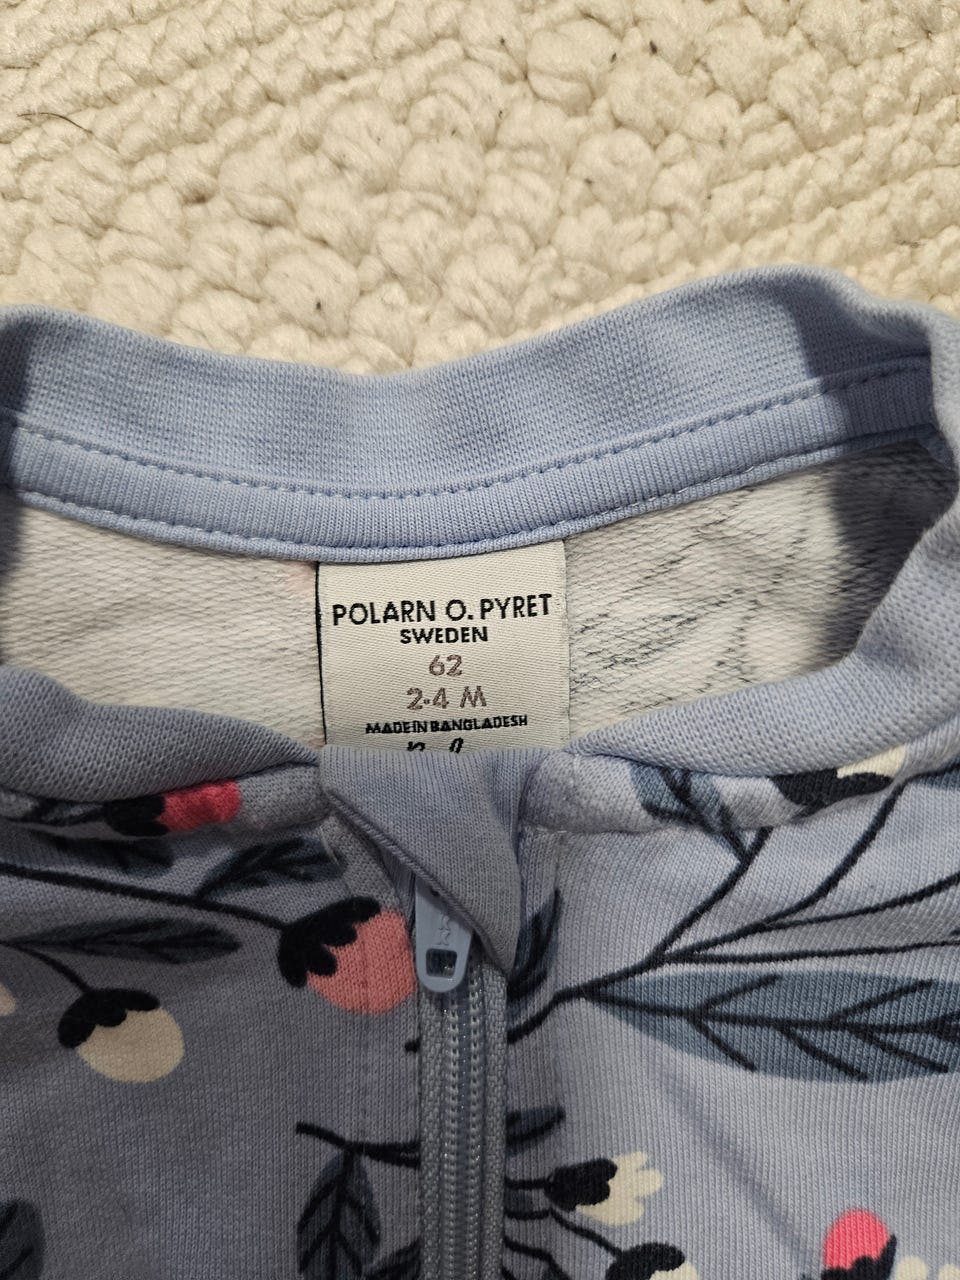 POLARN O. PYRET
SWEDEN
62
2-4 M
MADE IN BANGLADESH